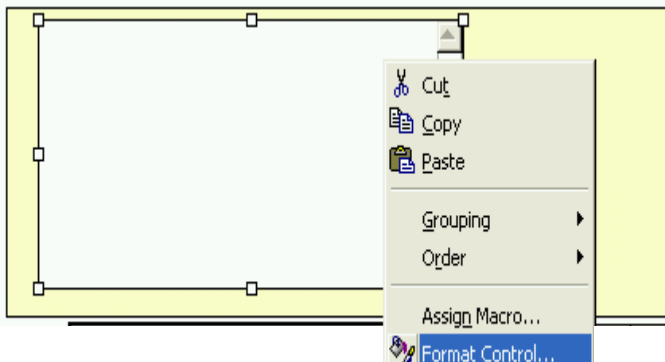 Cut
Copy
Paste
Grouping
Order
Assign Macro...
Format Control...